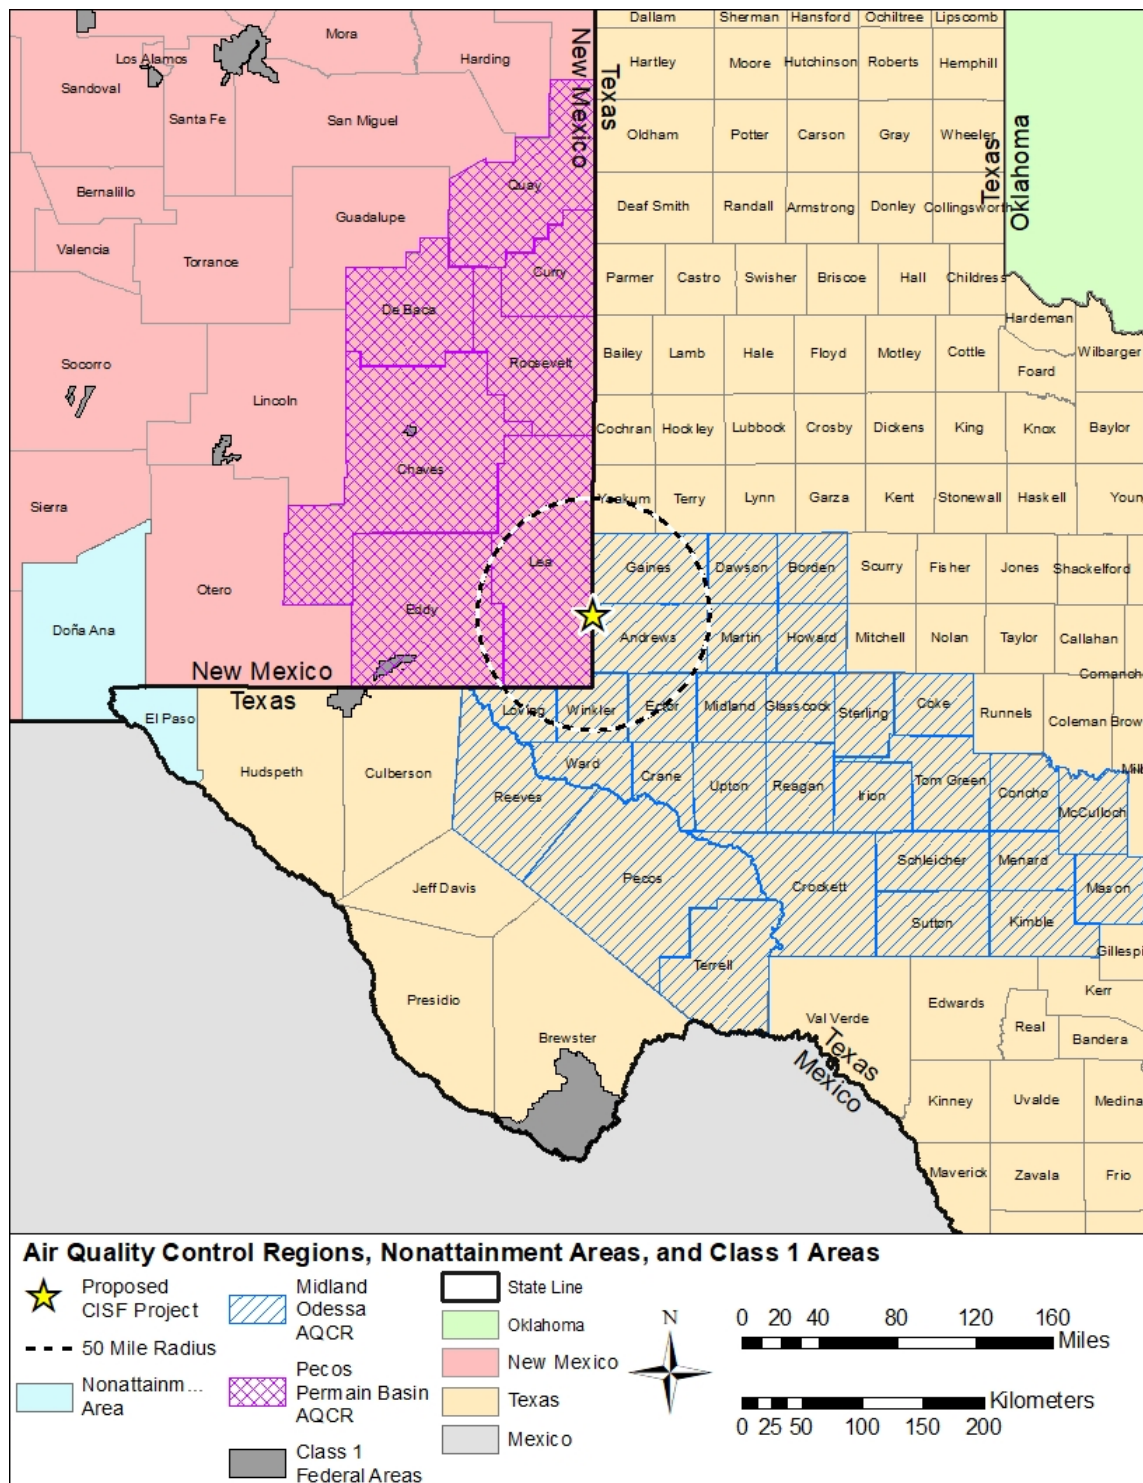 Dallam Sherman Hansford Ochiltree Lipscomb
Mora
New Mexico
Texas
Los Alamos
Harding
Hartley Moore Hutchinson Roberts Hemphill
Sandoval
Santa Fe
San Miguel
Oldham Potter Carson Gray Wheeler
Texas
Oklahoma
Bernalillo
Quay
Guadalupe
Deaf Smith Randall Armstrong Donley Collingsworth
Valencia
Torrance
Curry
Parmer Castro Swisher Briscoe Hall Childress
De Baca
Hardeman
Socorro
Roosevelt
Bailey Lamb Hale Floyd Motley Cottle
Wilbarger
Foard
Lincoln
Cochran Hockley Lubbock Crosby Dickens King Knox Baylor
Chaves
Sierra
Yoakum Terry Lynn Garza Kent Stonewall Haskell Youn
Lea
Gaines Dawson Borden Scurry Fisher Jones Shackelford
Otero
Eddy
Doña Ana
Andrews Martin Howard Mitchell Nolan Taylor Callahan
New Mexico
Texas
Comanch
El Paso
Loving Winkler Ector Midland Glasscock Sterling Coke Runnels Coleman Brow
Hudspeth Culberson
Ward
Crane
Reeves
Upton Reagan Irion Tom Green Concho
Mill
McCulloch
Jeff Davis
Pecos
Crockett
Schleicher Menard
Mason
Sutton Kimble
Gillespi
Terrell
Presidio
Brewster
Val Verde
Edwards
Kerr
Real
Bandera
Texas
Mexico
Kinney Uvalde Medina
Maverick Zavala Frio
Air Quality Control Regions, Nonattainment Areas, and Class 1 Areas
Proposed
CISF Project
50 Mile Radius
Nonattainm...
Area
Midland
Odessa
AQCR
Pecos
Permain Basin
AQCR
Class 1
Federal Areas
State Line
Oklahoma
New Mexico
Texas
Mexico
N
0 20 40 80 120 160
Miles
Kilometers
0 25 50 100 150 200